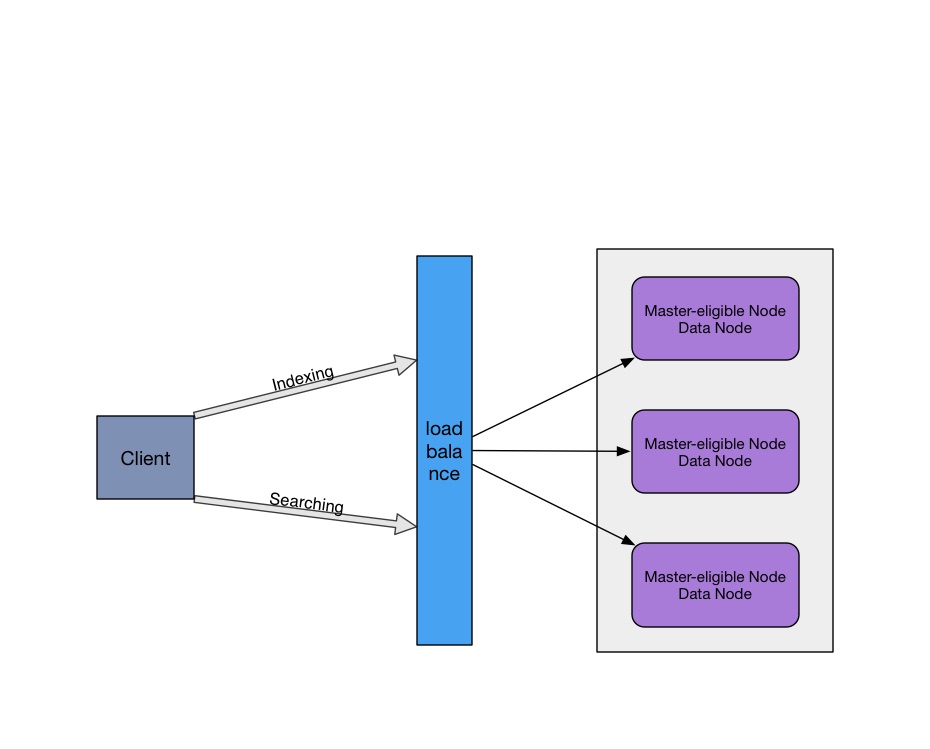 Indexing
Client
Searching
load
bala
nce
Master-eligible Node
Data Node
Master-eligible Node
Data Node
Master-eligible Node
Data Node